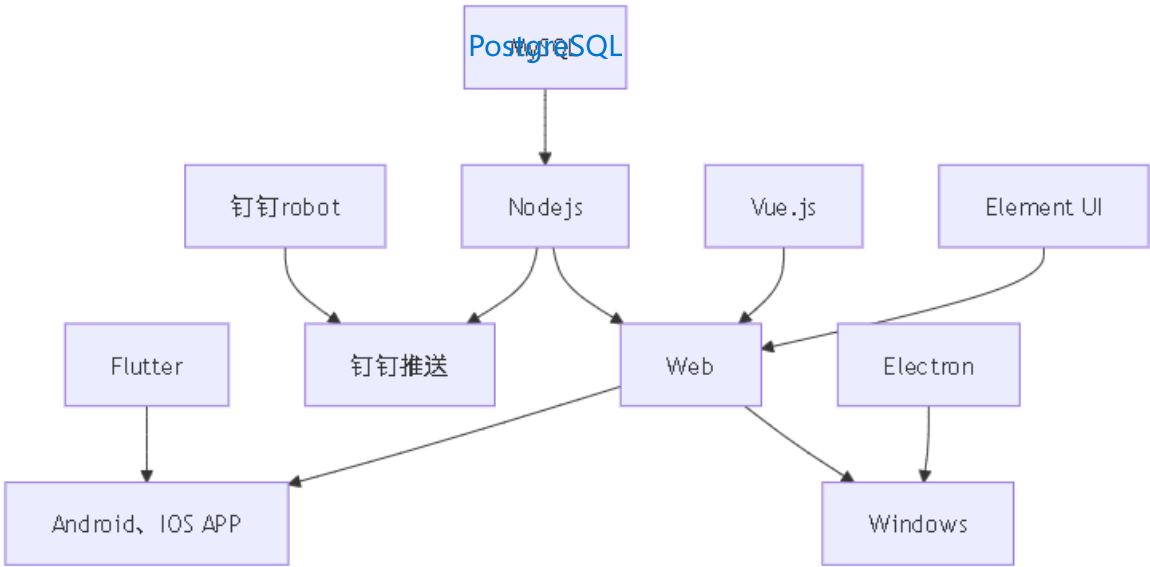 PostgreSQL
MySQL
钉钉robot
Nodejs
Vue.js
Element UI
Flutter
钉钉推送
Web
Electron
Android、IOS APP
Windows